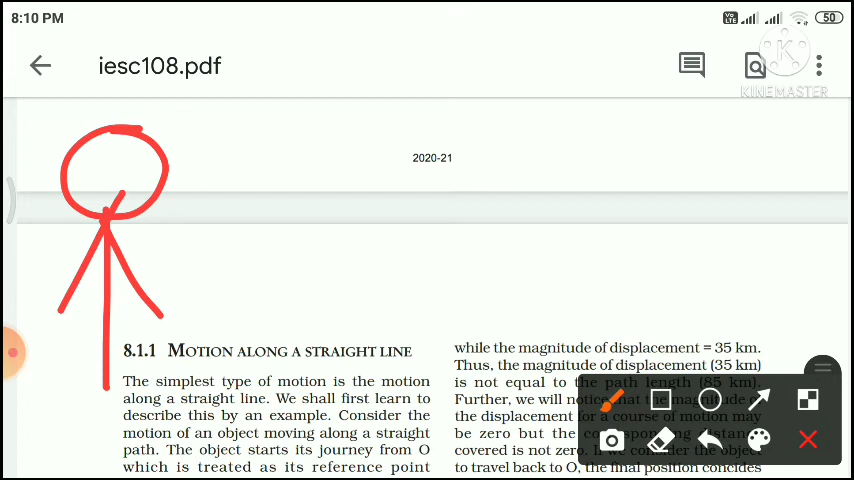 8:10 PM
Vo LTE
50
iesc108.pdf
K
KINEMASTER
2020-21
8.1.1 MOTION ALONG A STRAIGHT LINE
The simplest type of motion is the motion
along a straight line. We shall first learn to
describe this by an example. Consider the
motion of an object moving along a straight
path. The object starts its journey from O
which is treated as its reference point
while the magnitude of displacement = 35 km.
Thus, the magnitude of displacement (35 km)
is not equal to the path length (85 km).
Further, we will notice that the magnitude of
the displacement for a course of motion may
be zero but the corresponding distance
covered is not zero. If we consider the object
to travel back to O, the final position concides